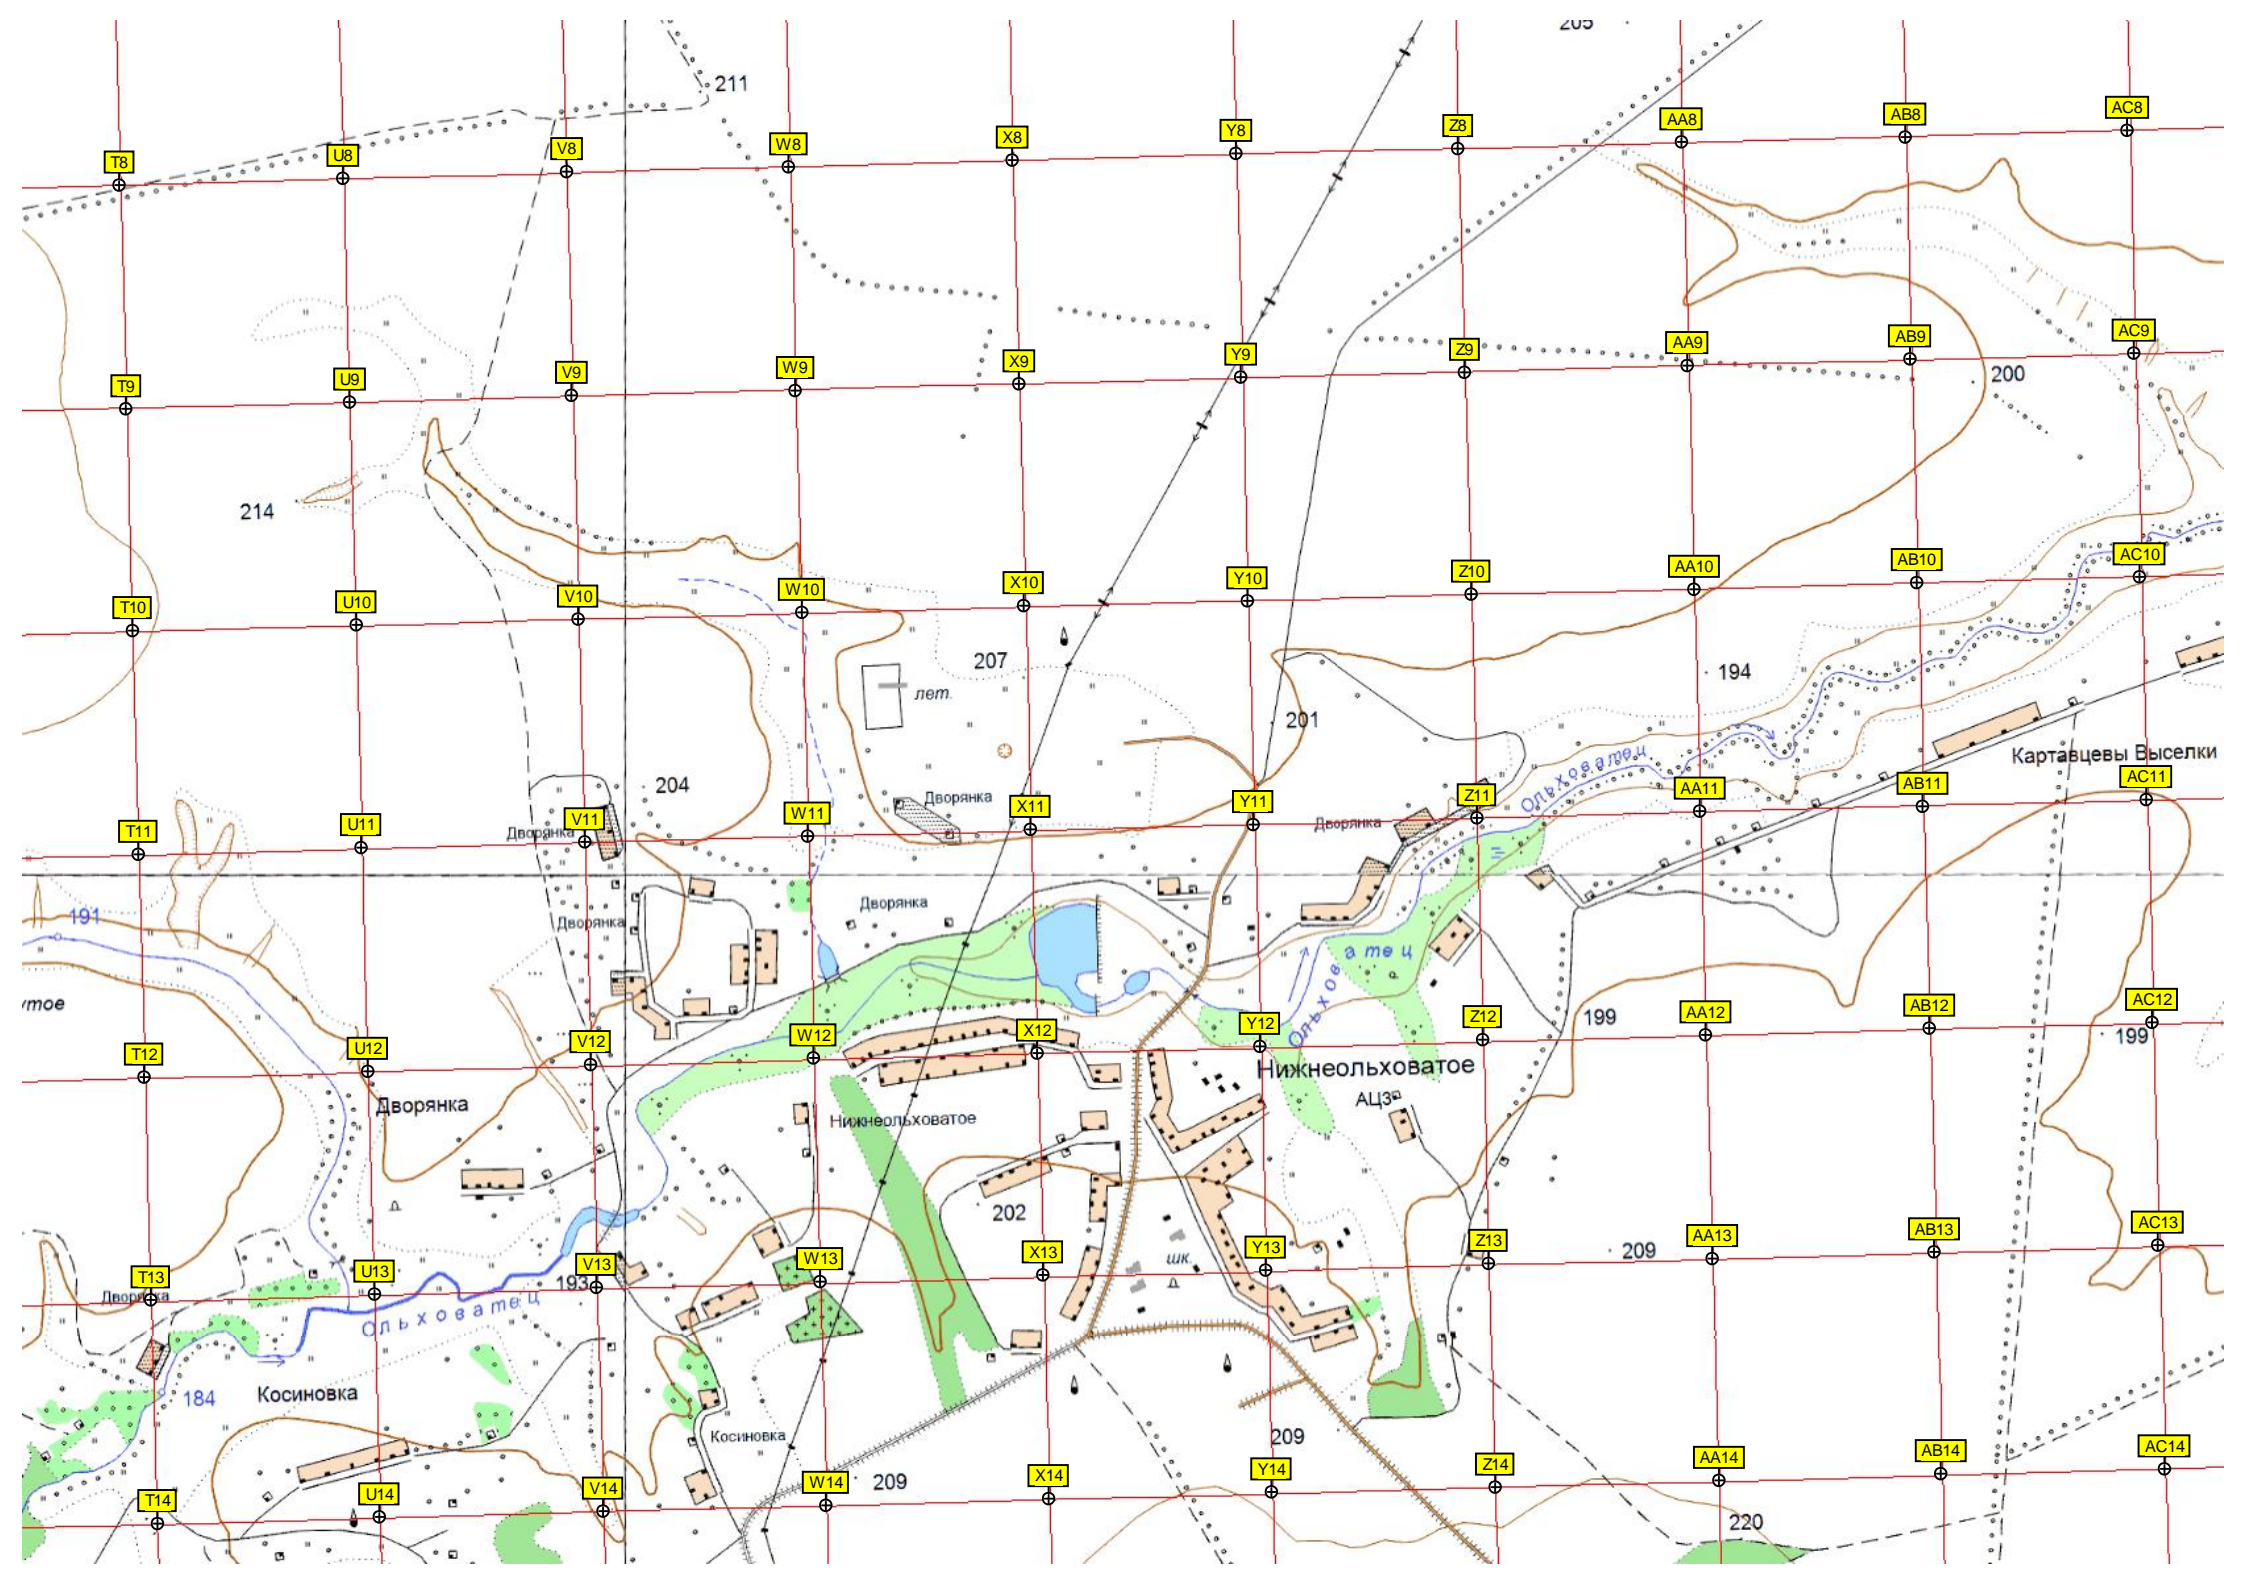 205
211
T8 U8 V8 W8 X8 Y8 Z8 AA8 AB8 AC8
T9 U9 V9 W9 X9 Y9 Z9 AA9 AB9 AC9
200
214
T10 U10 V10 W10 X10 Y10 Z10 AA10 AB10 AC10
207
194
лет.
201
Картавцевы Выселки
204
Ольховатец
Дворянка
T11 U11 V11 W11 X11 Y11 Z11 AA11 AB11 AC11
Дворянка
Дворянка
191
Дворянка
Дворянка
Ольховатец
утое
199
199
T12 U12 V12 W12 X12 Y12 Z12 AA12 AB12 AC12
Нижнеольховатое
АЦЗ
Дворянка
Нижнеольховатое
202
209
шк.
T13 U13 V13 W13 X13 Y13 Z13 AA13 AB13 AC13
193
Дворянка
Ольховатец
184
Косиновка
Косиновка
209
209
T14 U14 V14 W14 X14 Y14 Z14 AA14 AB14 AC14
220